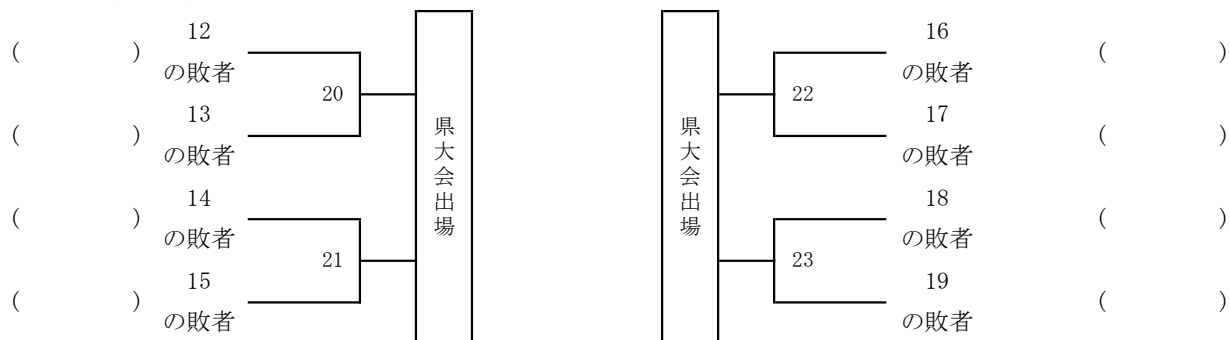 ( ) 12 の敗者
( ) 13 の敗者
20
( ) 14 の敗者
( ) 15 の敗者
21
県大会出場
県大会出場
16 の敗者 ( )
17 の敗者 ( )
22
18 の敗者 ( )
19 の敗者 ( )
23